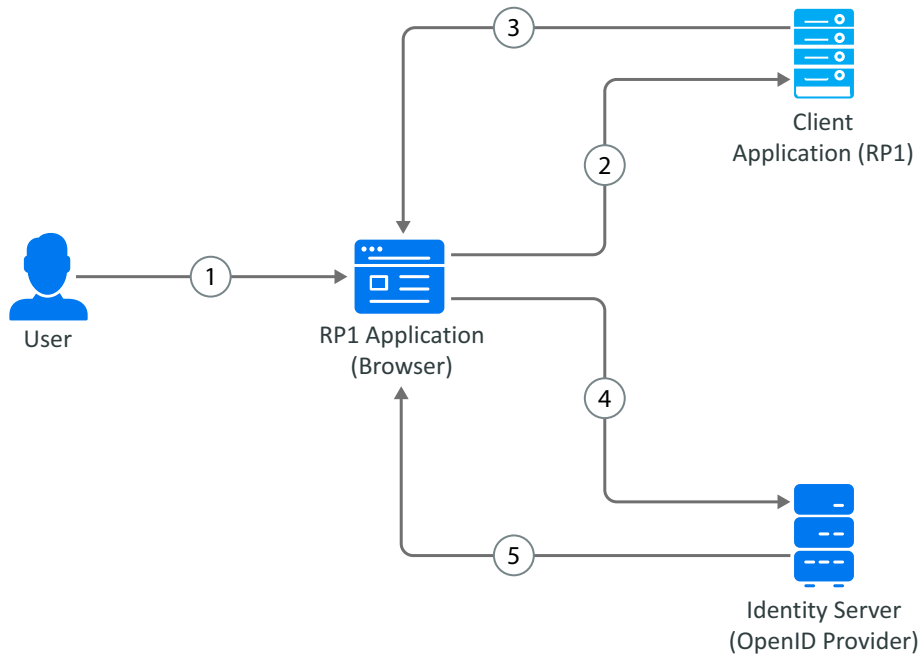 3
Client
Application (RP1)
2
1
User
RP1 Application
(Browser)
4
5
Identity Server
(OpenID Provider)